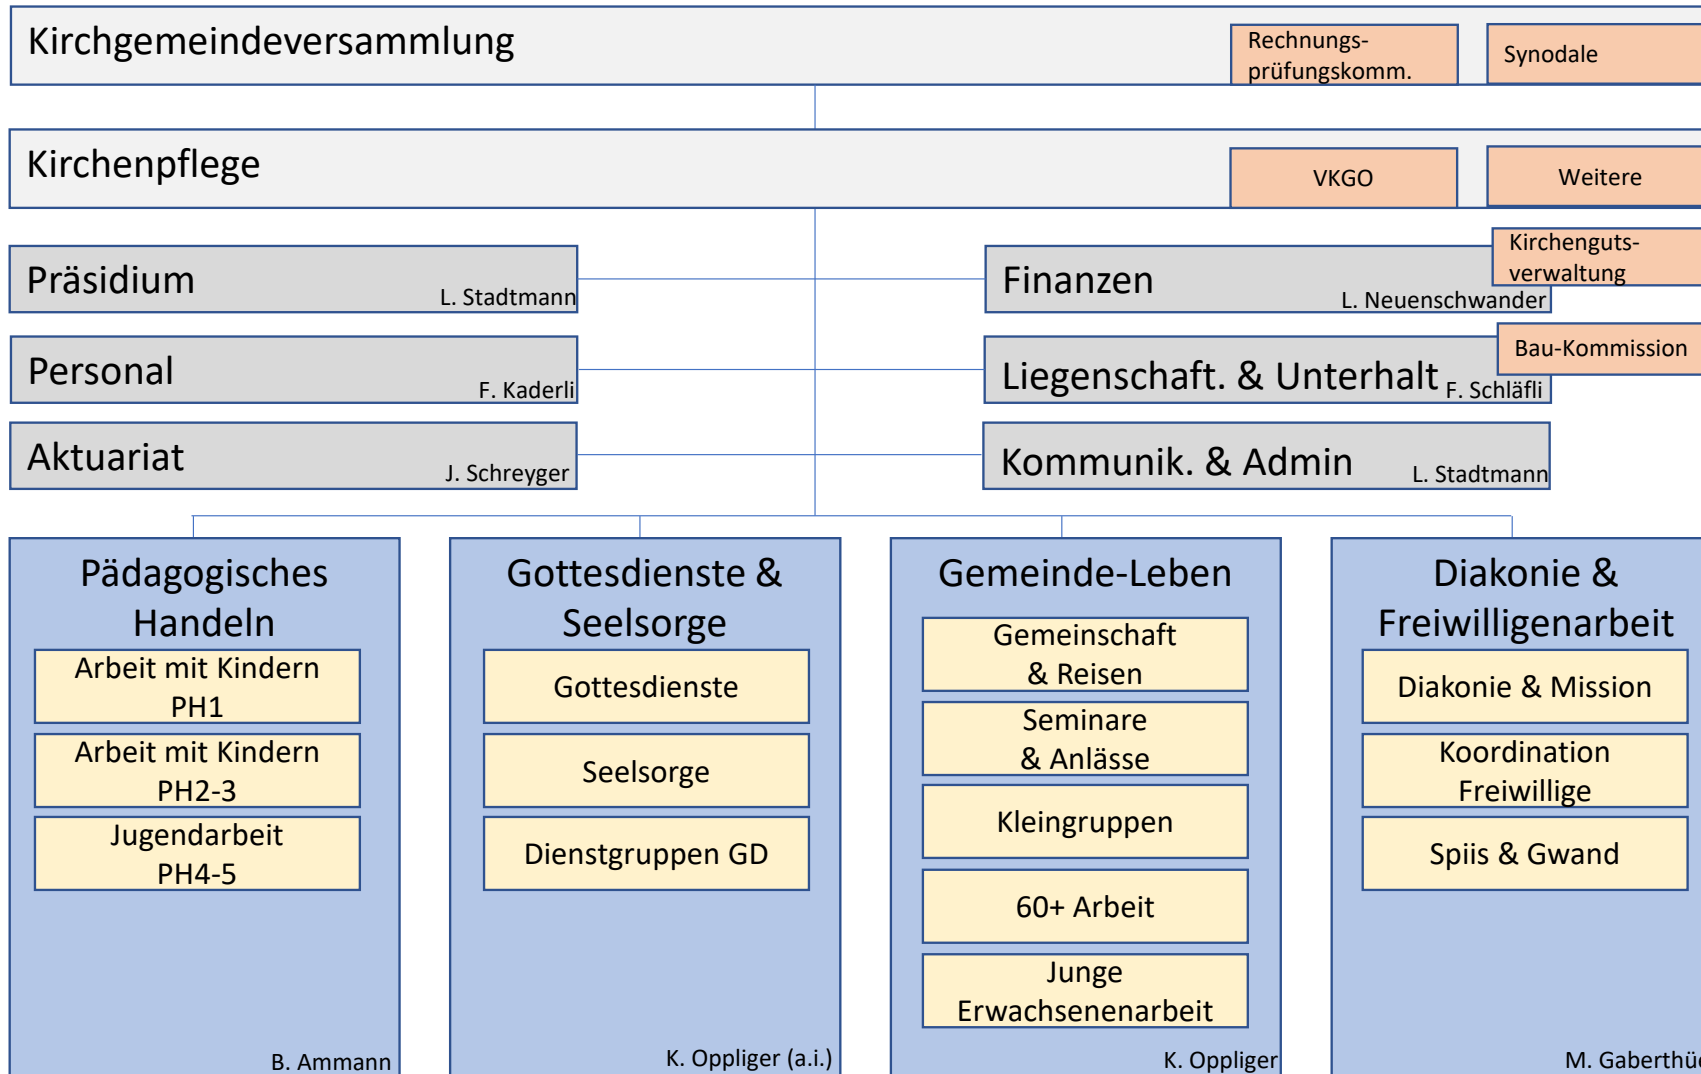 Kirchgemeindeversammlung
Rechnungs-
prüfungskomm.
Synodale
Kirchenpflege
VKGO
Weitere
Präsidium
L. Stadtmann
Finanzen
L. Neuenschwander
Kirchenguts-
verwaltung
Personal
F. Kaderli
Liegenschaft. & Unterhalt
F. Schläfli
Bau-Kommission
Aktuariat
J. Schreyger
Kommunik. & Admin
L. Stadtmann
Pädagogisches
Handeln
Arbeit mit Kindern
PH1
Arbeit mit Kindern
PH2-3
Jugendarbeit
PH4-5
B. Ammann
Gottesdienste &
Seelsorge
Gottesdienste
Seelsorge
Dienstgruppen GD
K. Oppliger (a.i.)
Gemeinde-Leben
Gemeinschaft
& Reisen
Seminare
& Anlässe
Kleingruppen
60+ Arbeit
Junge
Erwachsenenarbeit
K. Oppliger
Diakonie &
Freiwilligenarbeit
Diakonie & Mission
Koordination
Freiwillige
Spiis & Gwand
M.